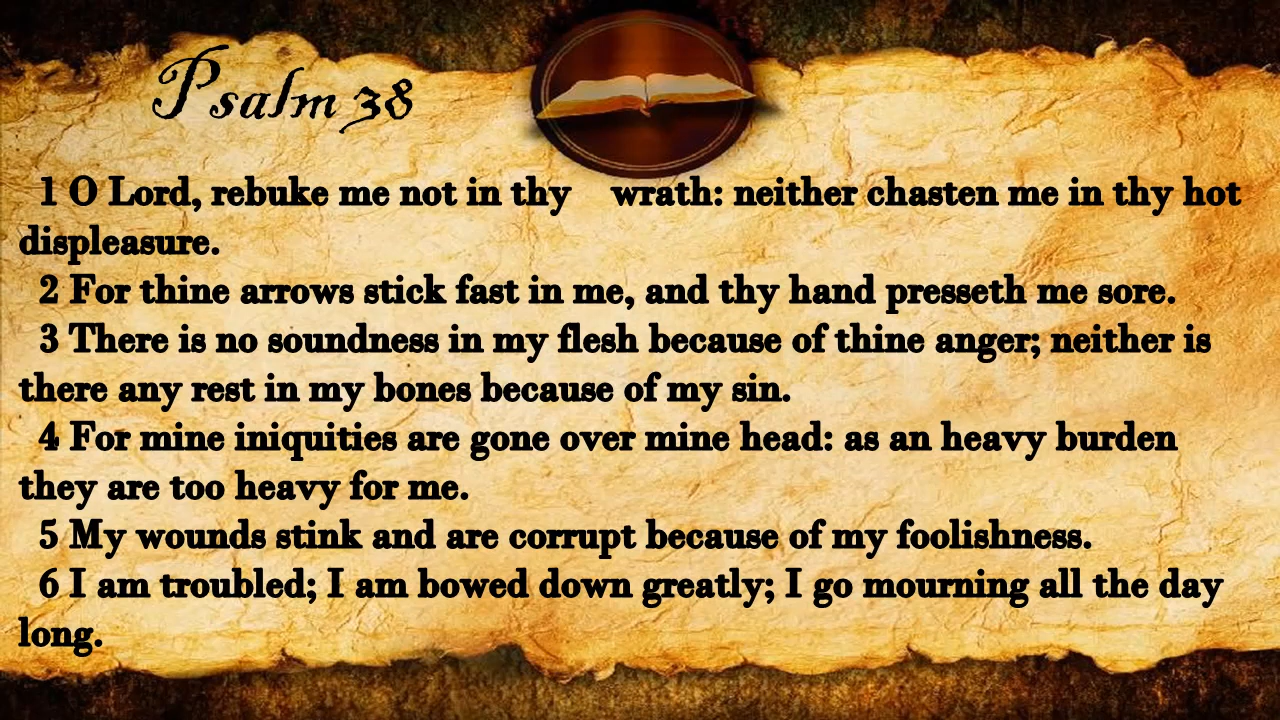 Psalm 38
1 O Lord, rebuke me not in thy wrath: neither chasten me in thy hot
displeasure.
2 For thine arrows stick fast in me, and thy hand presseth me sore.
3 There is no soundness in my flesh because of thine anger; neither is
there any rest in my bones because of my sin.
4 For mine iniquities are gone over mine head: as an heavy burden
they are too heavy for me.
5 My wounds stink and are corrupt because of my foolishness.
6 I am troubled; I am bowed down greatly; I go mourning all the day
long.